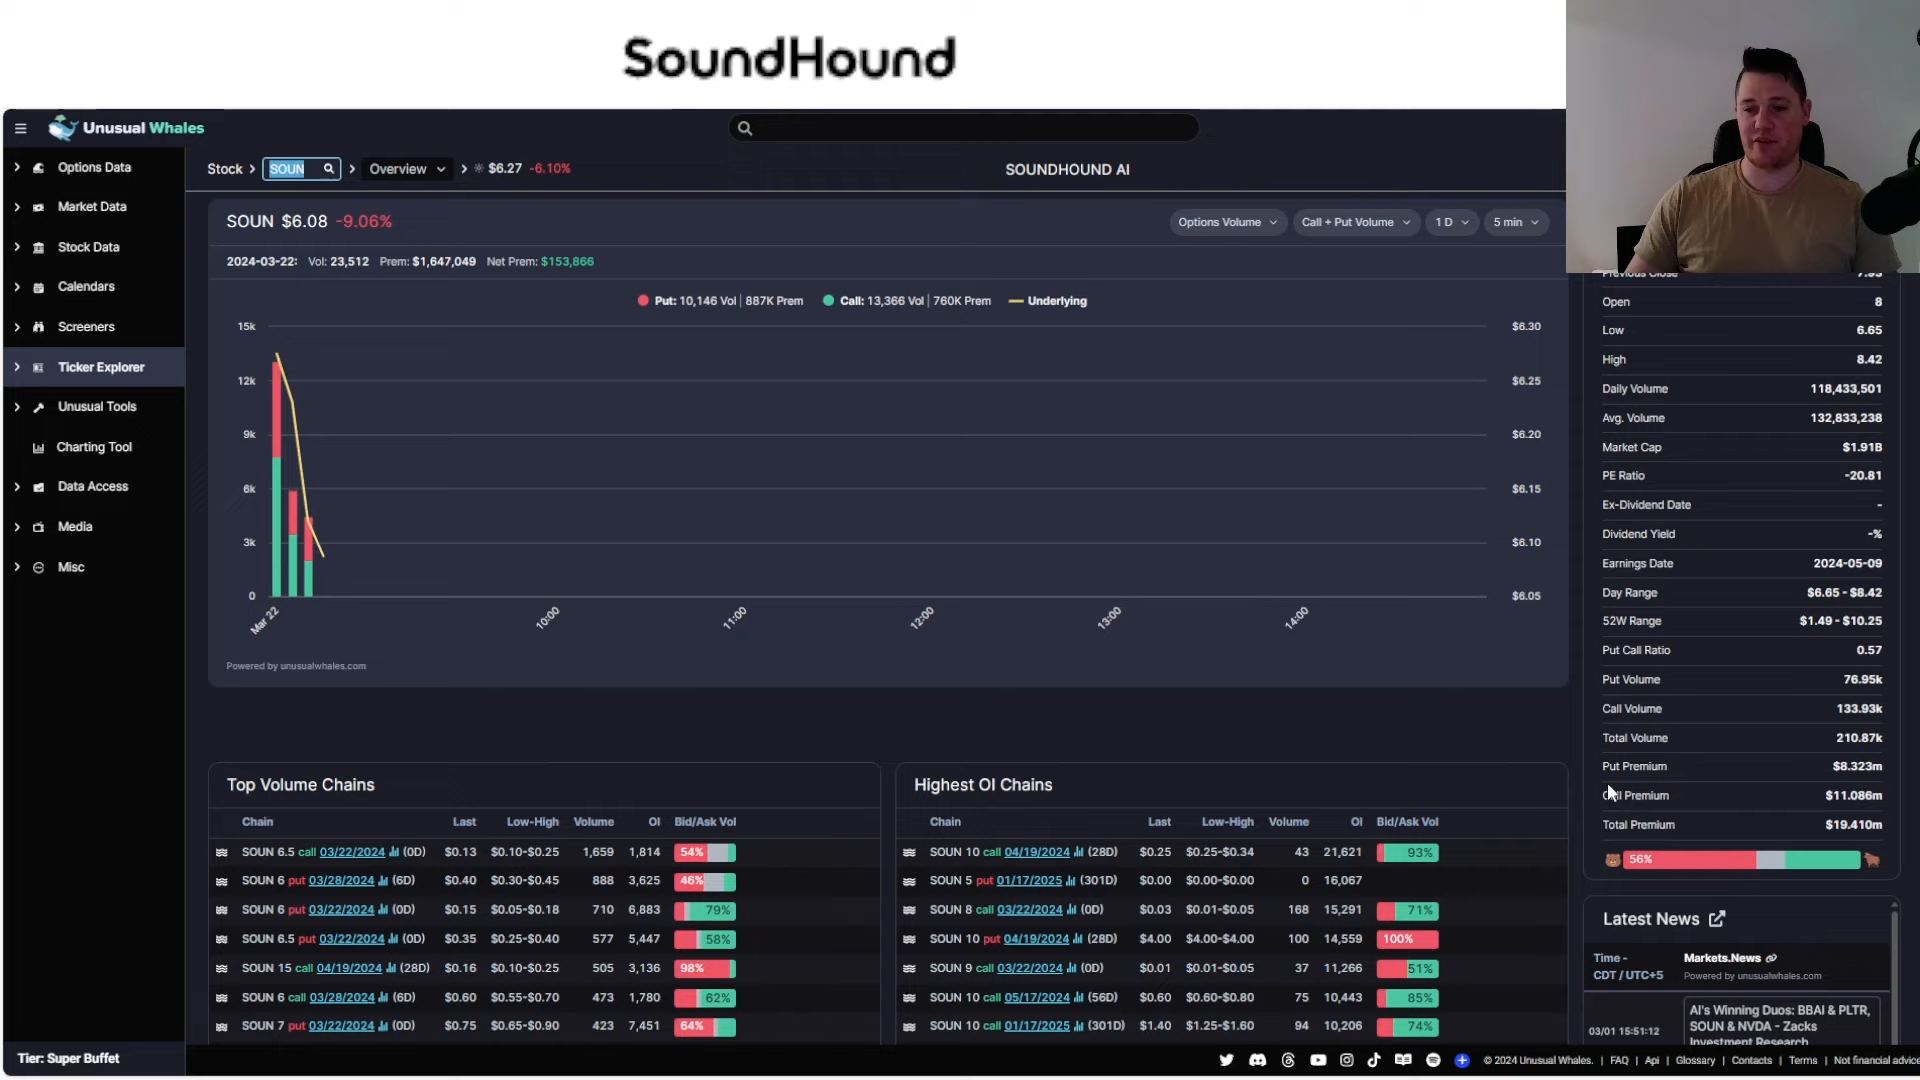 SoundHound
Unusual Whales
Stock > SOUN > Overview > $6.27 -6.10% SOUNDHOUND AI
Options Data
Market Data
Stock Data
Calendars
Screeners
Ticker Explorer
Unusual Tools
Charting Tool
Data Access
Media
Misc
Tier: Super Buffet
SOUN $6.08 -9.06% Options Volume Call + Put Volume 1 D 5 min
2024-03-22: Vol: 23,512 Prem: $1,647,049 Net Prem: $153,866
Put: 10,146 Vol | 887K Prem Call: 13,366 Vol | 760K Prem Underlying
15k $6.30
12k $6.25
9k $6.20
6k $6.15
3k $6.10
0 $6.05
Mar 22 10:00 11:00 12:00 13:00 14:00
Powered by unusualwhales.com
Top Volume Chains
Chain Last Low-High Volume OI Bid/Ask Vol
SOUN 6.5 call 03/22/2024 (0D) $0.13 $0.10-$0.25 1,659 1,814 54%
SOUN 6 put 03/28/2024 (6D) $0.40 $0.30-$0.45 888 3,625 46%
SOUN 6 put 03/22/2024 (0D) $0.15 $0.05-$0.18 710 6,883 79%
SOUN 6.5 put 03/22/2024 (0D) $0.35 $0.25-$0.40 577 5,447 58%
SOUN 15 call 04/19/2024 (28D) $0.16 $0.10-$0.25 505 3,136 98%
SOUN 6 call 03/28/2024 (6D) $0.60 $0.55-$0.70 473 1,780 62%
SOUN 7 put 03/22/2024 (0D) $0.75 $0.65-$0.90 423 7,451 64%
Highest OI Chains
Chain Last Low-High Volume OI Bid/Ask Vol
SOUN 10 call 04/19/2024 (28D) $0.25 $0.25-$0.34 43 21,621 93%
SOUN 5 put 01/17/2025 (301D) $0.00 $0.00-$0.00 0 16,067
SOUN 8 call 03/22/2024 (0D) $0.03 $0.01-$0.05 168 15,291 71%
SOUN 10 put 04/19/2024 (28D) $4.00 $4.00-$4.00 100 14,559 100%
SOUN 9 call 03/22/2024 (0D) $0.01 $0.01-$0.05 37 11,266 51%
SOUN 10 call 05/17/2024 (56D) $0.60 $0.60-$0.80 75 10,443 85%
SOUN 10 call 01/17/2025 (301D) $1.40 $1.25-$1.60 94 10,206 74%
Previous Close 7.93
Open 8
Low 6.65
High 8.42
Daily Volume 118,433,501
Avg. Volume 132,833,238
Market Cap $1.91B
PE Ratio -20.81
Ex-Dividend Date -
Dividend Yield -%
Earnings Date 2024-05-09
Day Range $6.65 - $8.42
52W Range $1.49 - $10.25
Put Call Ratio 0.57
Put Volume 76.95k
Call Volume 133.93k
Total Volume 210.87k
Put Premium $8.323m
Call Premium $11.086m
Total Premium $19.410m
56%
Latest News
Time - CDT / UTC+5
Markets.News
Powered by unusualwhales.com
03/01 15:51:12
AI's Winning Duos: BBAI & PLTR,
SOUN & NVDA - Zacks
Investment Research
© 2024 Unusual Whales. | FAQ | Api | Glossary | Contacts | Terms | Not financial advice